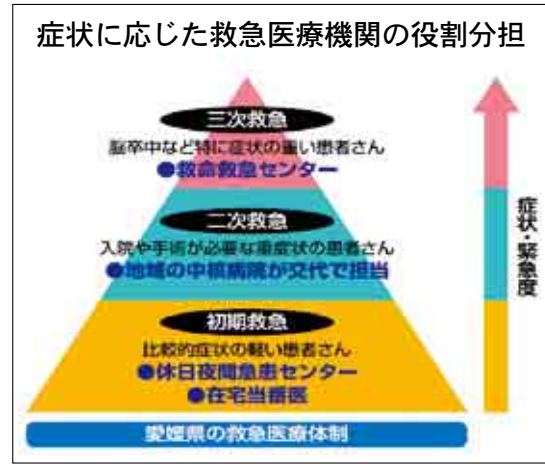 症状に応じた救急医療機関の役割分担
三次救急
脳卒中など特に症状の重い患者さん
●救命救急センター
二次救急
入院や手術が必要な重症状の患者さん
●地域の中核病院が交代で担当
初期救急
比較的症状の軽い患者さん
●休日夜間急患センター
●在宅当番医
愛媛県の救急医療体制
症状・緊急度